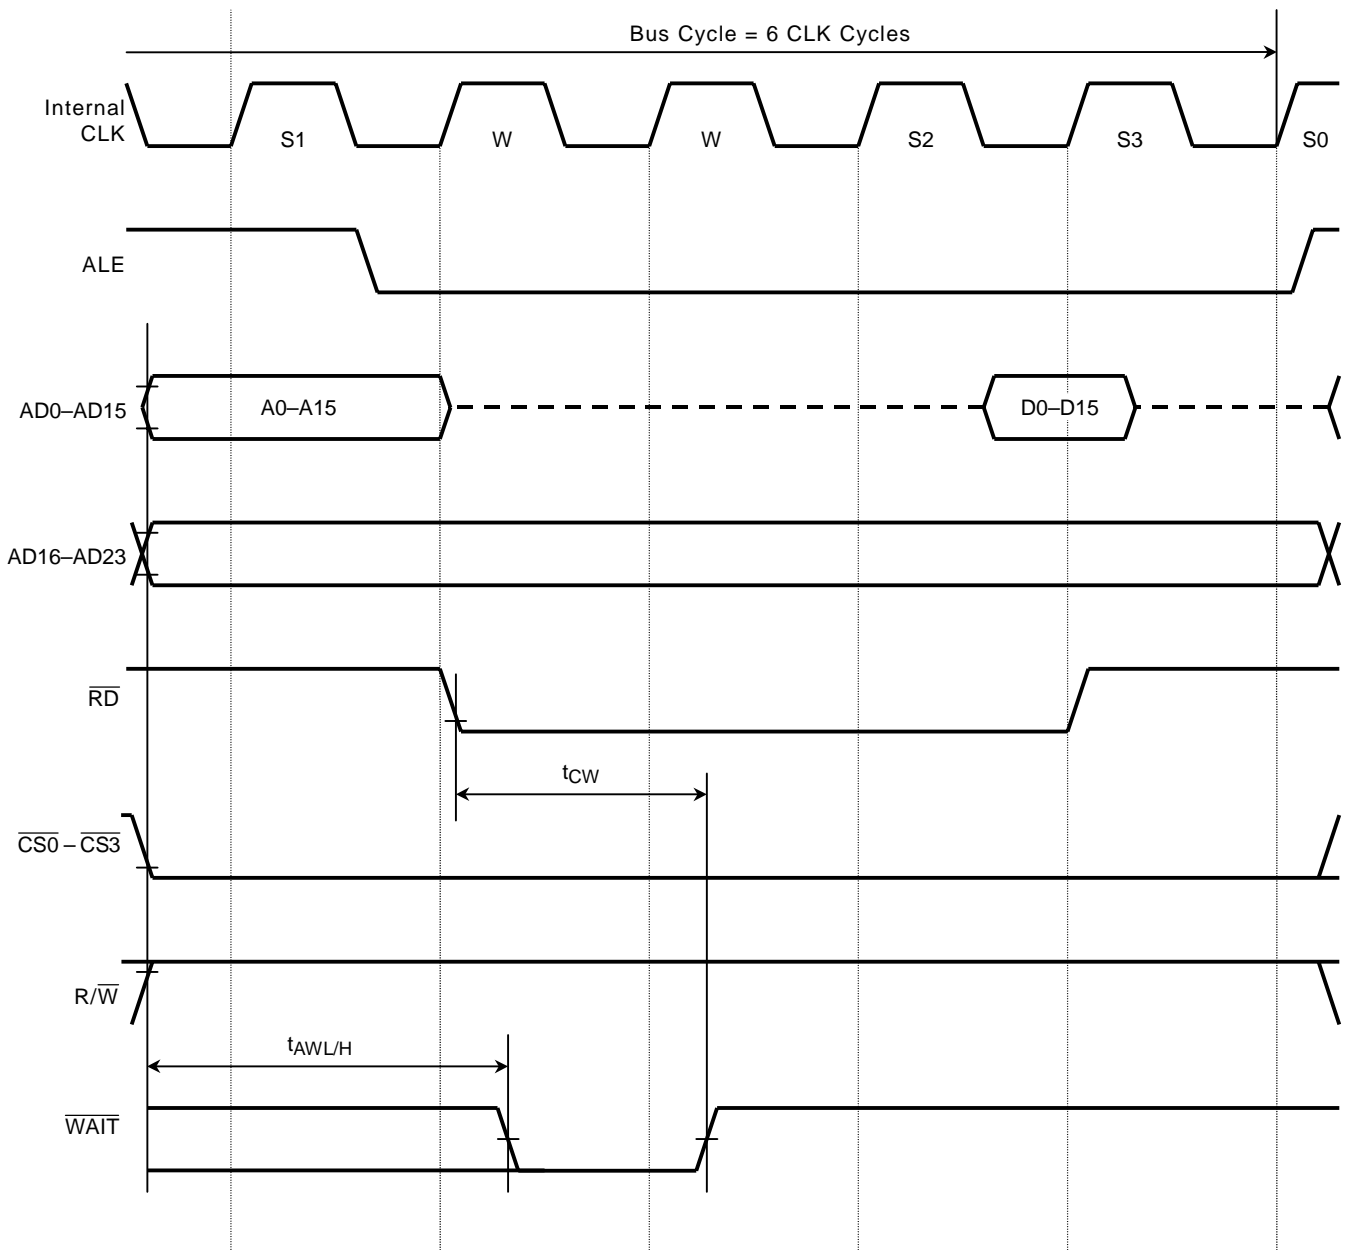 Bus Cycle = 6 CLK Cycles
Internal
CLK
S1
W
W
S2
S3
S0
ALE
AD0–AD15
A0–A15
D0–D15
AD16–AD23
RD
tCW
CS0 – CS3
R/W
tAWL/H
WAIT